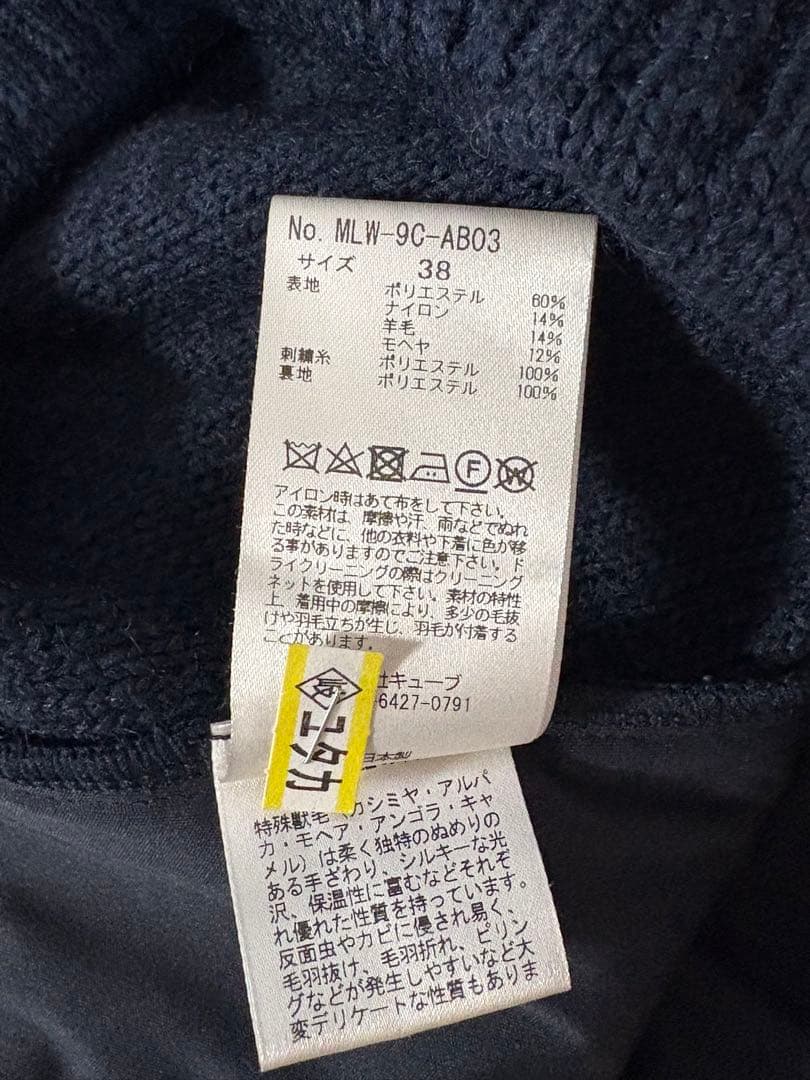 No. MLW-9C-AB03
サイズ 38
表地 ポリエステル 60%
ナイロン 14%
羊毛 14%
モヘヤ 12%
刺繍糸 ポリエステル 100%
裏地 ポリエステル 100%
F
W
アイロン時はあて布をして下さい。
この素材は、摩擦や汗、雨などでぬれ
た時などに、他の衣料や下着に色が移
る事がありますのでご注意下さい。ド
ライクリーニングの際はクリーニング
ネットを使用して下さい。素材の特性
上、着用中の摩擦により、多少の毛抜
けや羽毛立ちが生じ、羽毛が付着する
ことがあります。
社キューブ
6427-0791
日本製
ユタカ
特殊獣毛 カシミヤ・アルパ
カ・モヘア・アンゴラ・キャ
メル）は柔く独特のぬめりの
ある手ざわり、シルキーな光
沢、保温性に富むなどそれぞ
れ優れた性質を持っています。
反面虫やカビに侵され易く、
毛羽抜け、毛羽折れ、ピリン
グなどが発生しやすいなど大
変デリケートな性質もありま